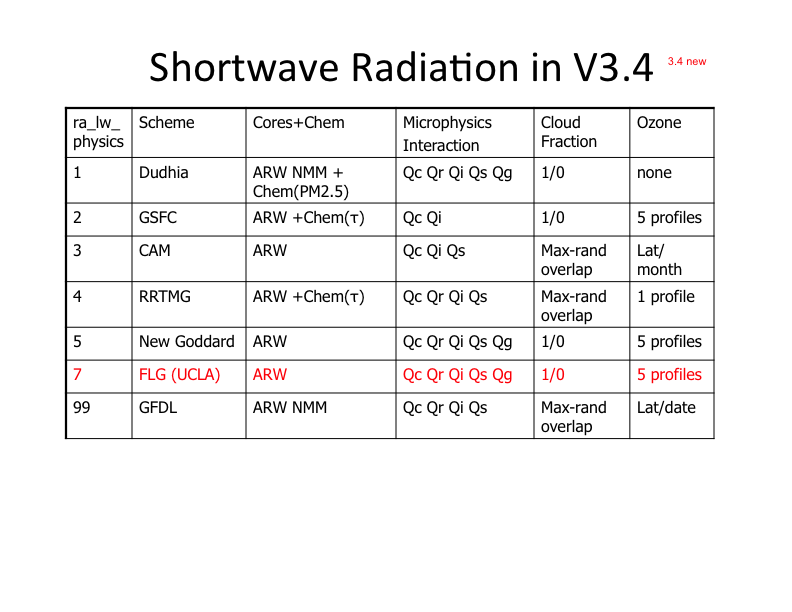 Shortwave Radiation in V3.4 3.4 new
ra_lw_ Scheme Cores+Chem Microphysics Cloud Ozone
physics Interaction Fraction
1 Dudhia ARW NMM + Qc Qr Qi Qs Qg 1/0 none
Chem(PM2.5)
2 GSFC ARW +Chem(τ) Qc Qi 1/0 5 profiles
3 CAM ARW Qc Qi Qs Max-rand Lat/
overlap month
4 RRTMG ARW +Chem(τ) Qc Qr Qi Qs Max-rand 1 profile
overlap
5 New Goddard ARW Qc Qr Qi Qs Qg 1/0 5 profiles
7 FLG (UCLA) ARW Qc Qr Qi Qs Qg 1/0 5 profiles
99 GFDL ARW NMM Qc Qr Qi Qs Max-rand Lat/date
overlap